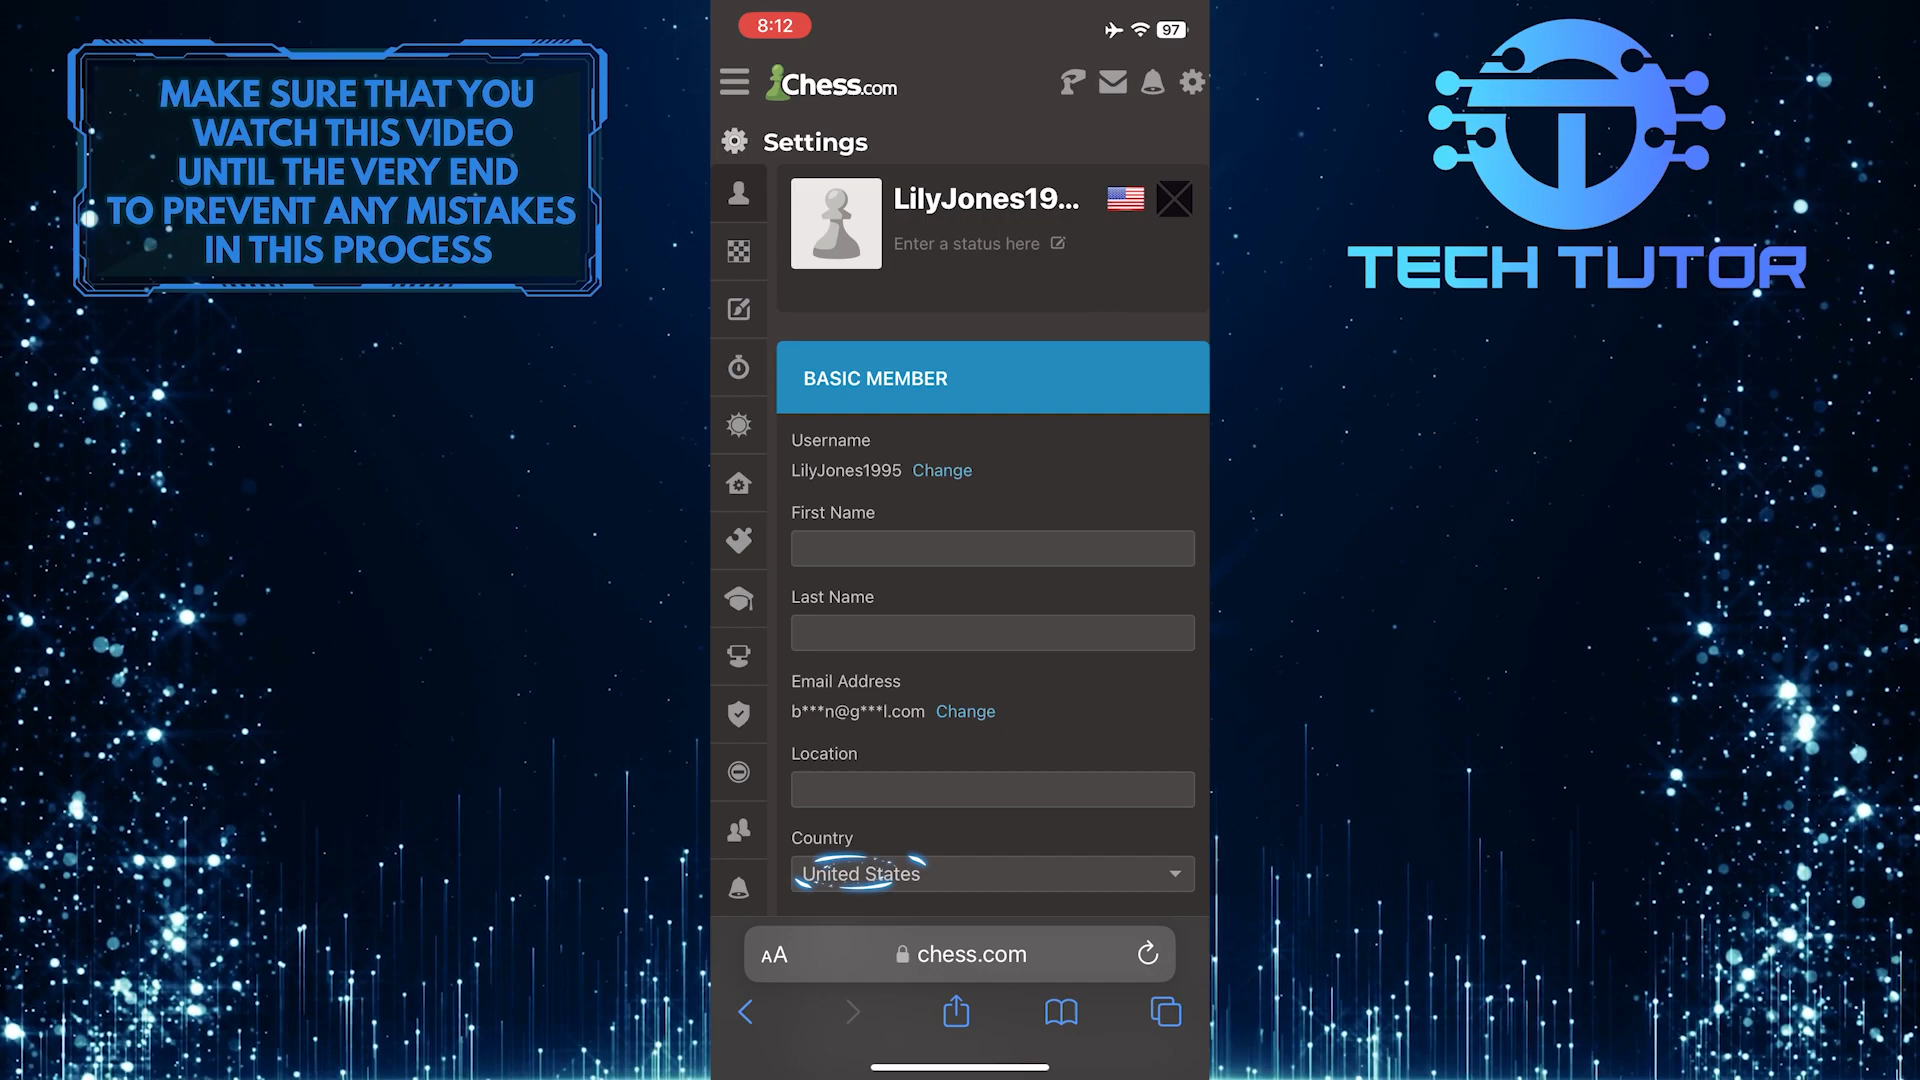 MAKE SURE THAT YOU
WATCH THIS VIDEO
UNTIL THE VERY END
TO PREVENT ANY MISTAKES
IN THIS PROCESS
8:12
97
Chess.com
Settings
LilyJones19...
Enter a status here
BASIC MEMBER
Username
LilyJones1995 Change
First Name
Last Name
Email Address
b***n@g***l.com Change
Location
Country
United States
AA chess.com
TECH TUTOR